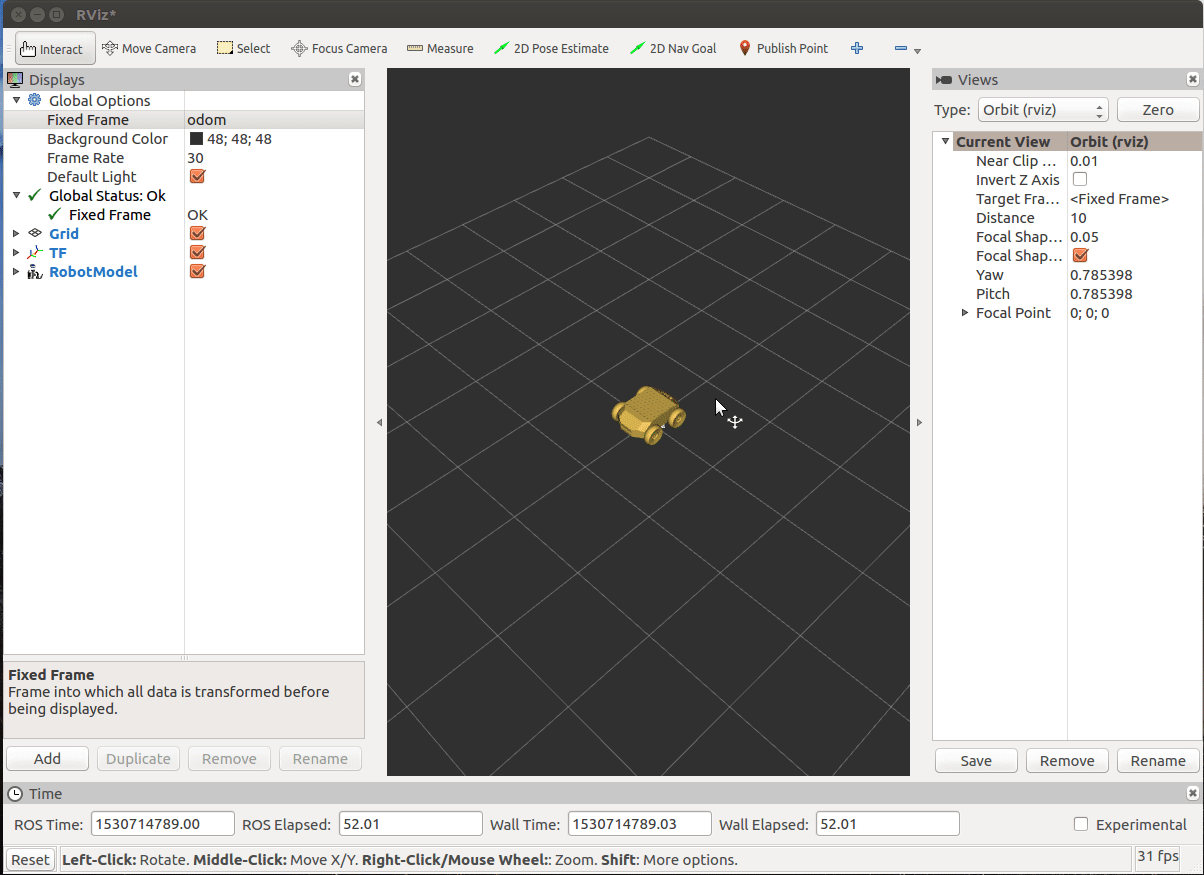 RViz*
Interact Move Camera Select Focus Camera Measure 2D Pose Estimate 2D Nav Goal Publish Point
Displays
Global Options
Fixed Frame odom
Background Color 48; 48; 48
Frame Rate 30
Default Light
Global Status: Ok
Fixed Frame OK
Grid
TF
RobotModel
Fixed Frame
Frame into which all data is transformed before
being displayed.
Add Duplicate Remove Rename
Views
Type: Orbit (rviz) Zero
Current View Orbit (rviz)
Near Clip ... 0.01
Invert Z Axis
Target Fra... <Fixed Frame>
Distance 10
Focal Shap... 0.05
Focal Shap...
Yaw 0.785398
Pitch 0.785398
Focal Point 0; 0; 0
Save Remove Rename
Time
ROS Time: 1530714789.00 ROS Elapsed: 52.01 Wall Time: 1530714789.03 Wall Elapsed: 52.01 Experimental
Reset Left-Click: Rotate. Middle-Click: Move X/Y. Right-Click/Mouse Wheel:: Zoom. Shift: More options. 31 fps